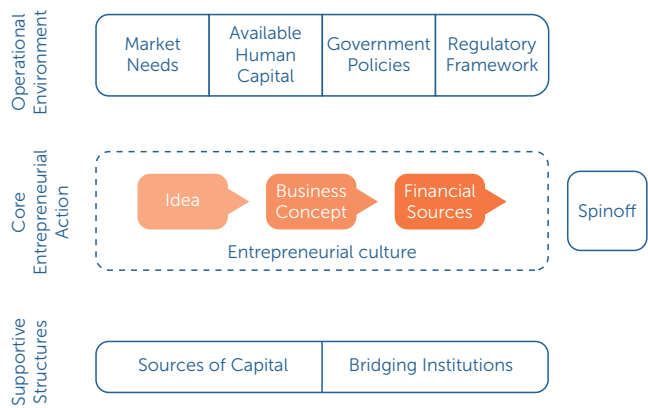 Operational
Environment
Market
Needs
Available
Human
Capital
Government
Policies
Regulatory
Framework
Core
Entrepreneurial
Action
Idea
Business
Concept
Financial
Sources
Entrepreneurial culture
Spinoff
Supportive
Structures
Sources of Capital
Bridging Institutions